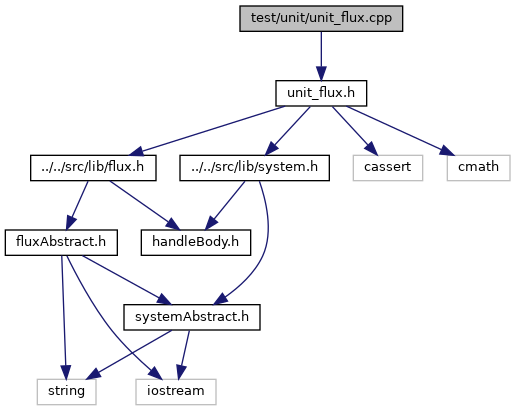 test/unit/unit_flux.cpp
unit_flux.h
../../src/lib/flux.h
../../src/lib/system.h
cassert
cmath
fluxAbstract.h
handleBody.h
systemAbstract.h
string
iostream